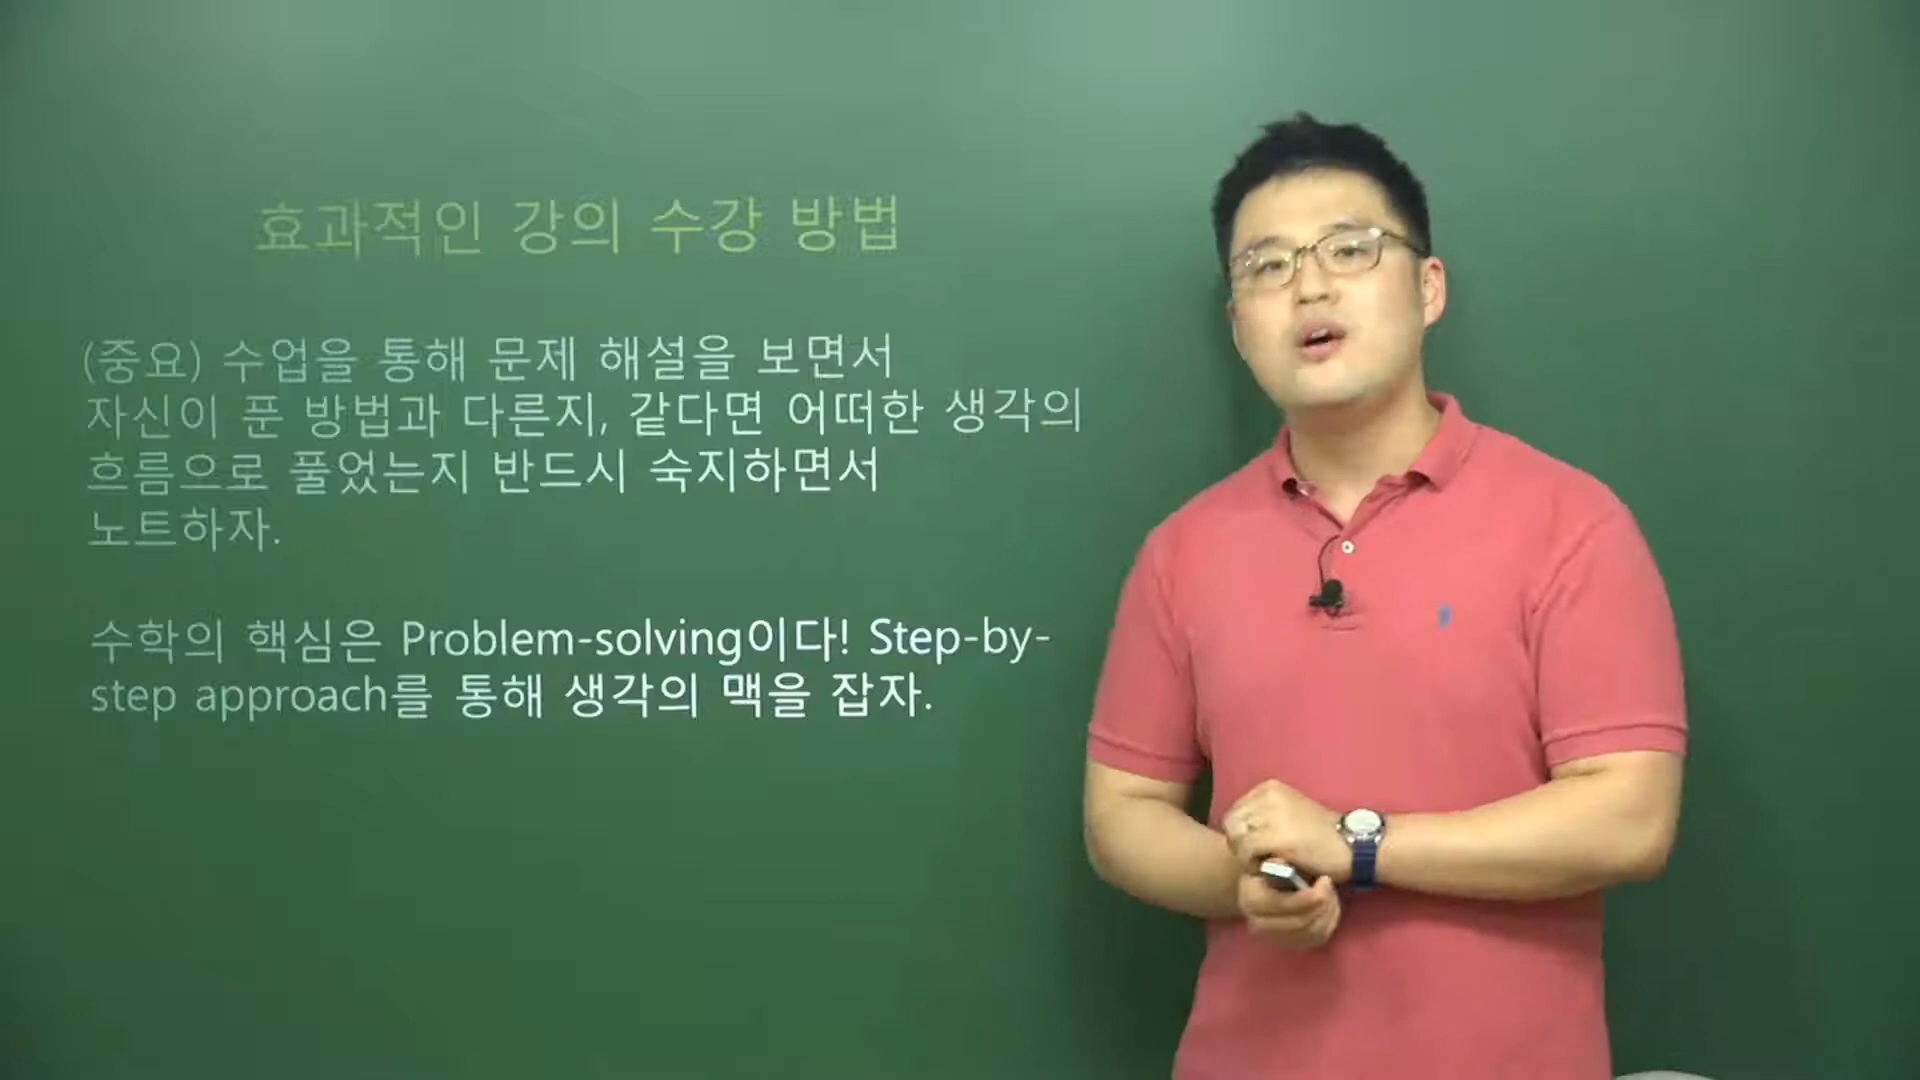 효과적인 강의 수강 방법
(중요) 수업을 통해 문제 해설을 보면서
자신이 푼 방법과 다른지, 같다면 어떠한 생각의
흐름으로 풀었는지 반드시 숙지하면서
노트하자.
수학의 핵심은 Problem-solving이다! Step-by-
step approach를 통해 생각의 맥을 잡자.